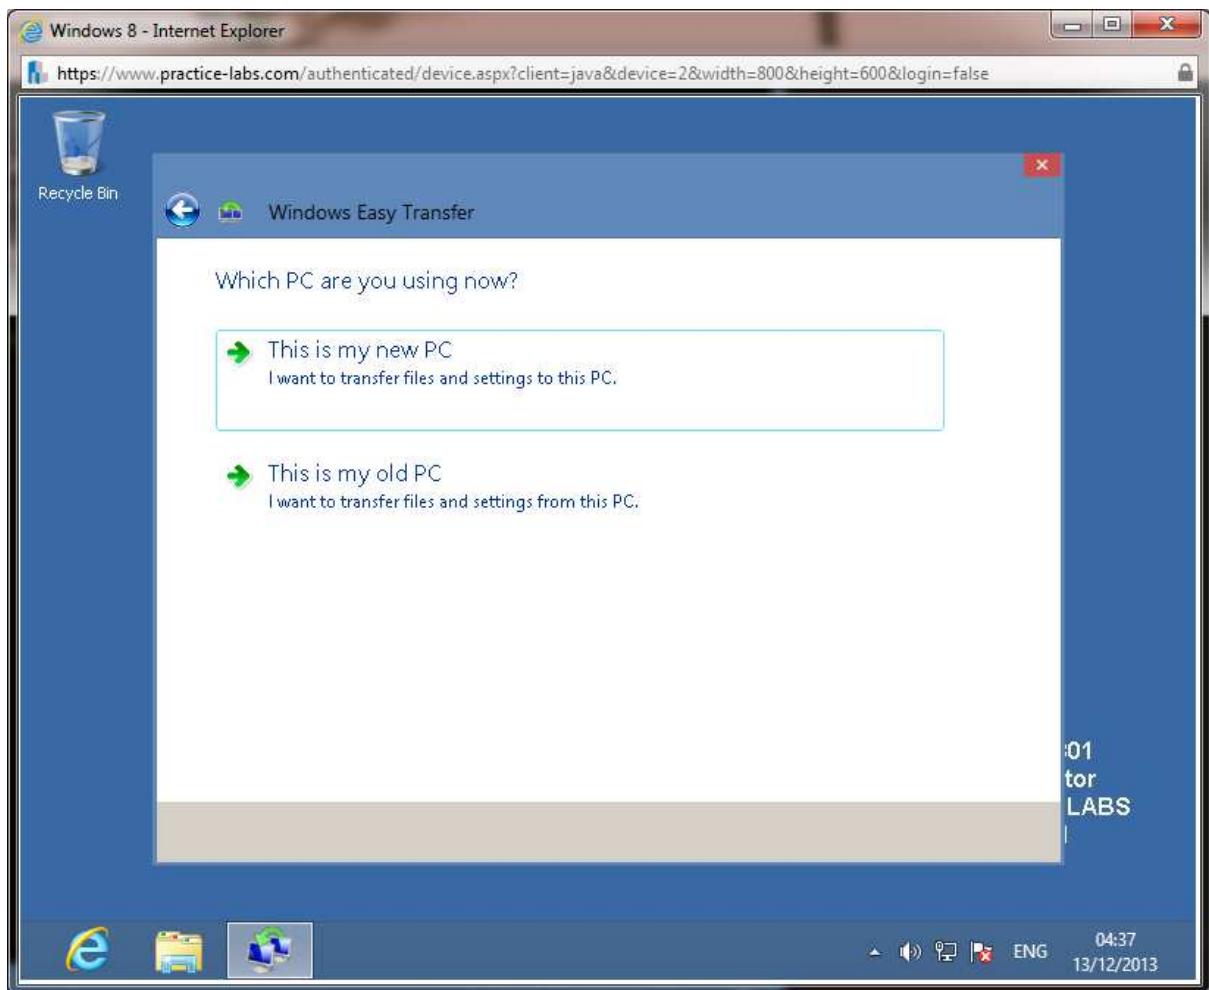 Windows 8 - Internet Explorer
https://www.practice-labs.com/authenticated/device.aspx?client=java&device=2&width=800&height=600&login=false
Recycle Bin
Windows Easy Transfer
Which PC are you using now?
This is my new PC
I want to transfer files and settings to this PC.
This is my old PC
I want to transfer files and settings from this PC.
01
tor
LABS
ENG
04:37
13/12/2013